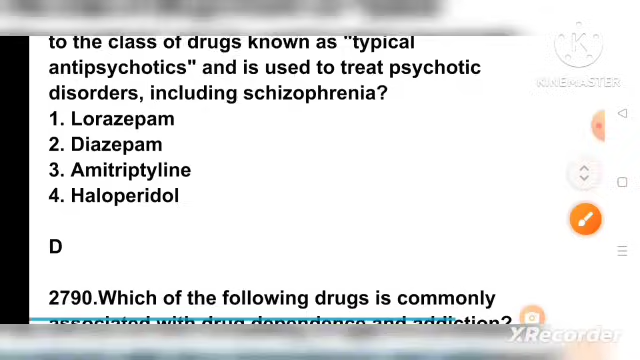 to the class of drugs known as "typical
antipsychotics" and is used to treat psychotic
disorders, including schizophrenia?
1. Lorazepam
2. Diazepam
3. Amitriptyline
4. Haloperidol
D
2790.Which of the following drugs is commonly
associated with drug dependence and addiction?
KINEMASTER
XRecorder